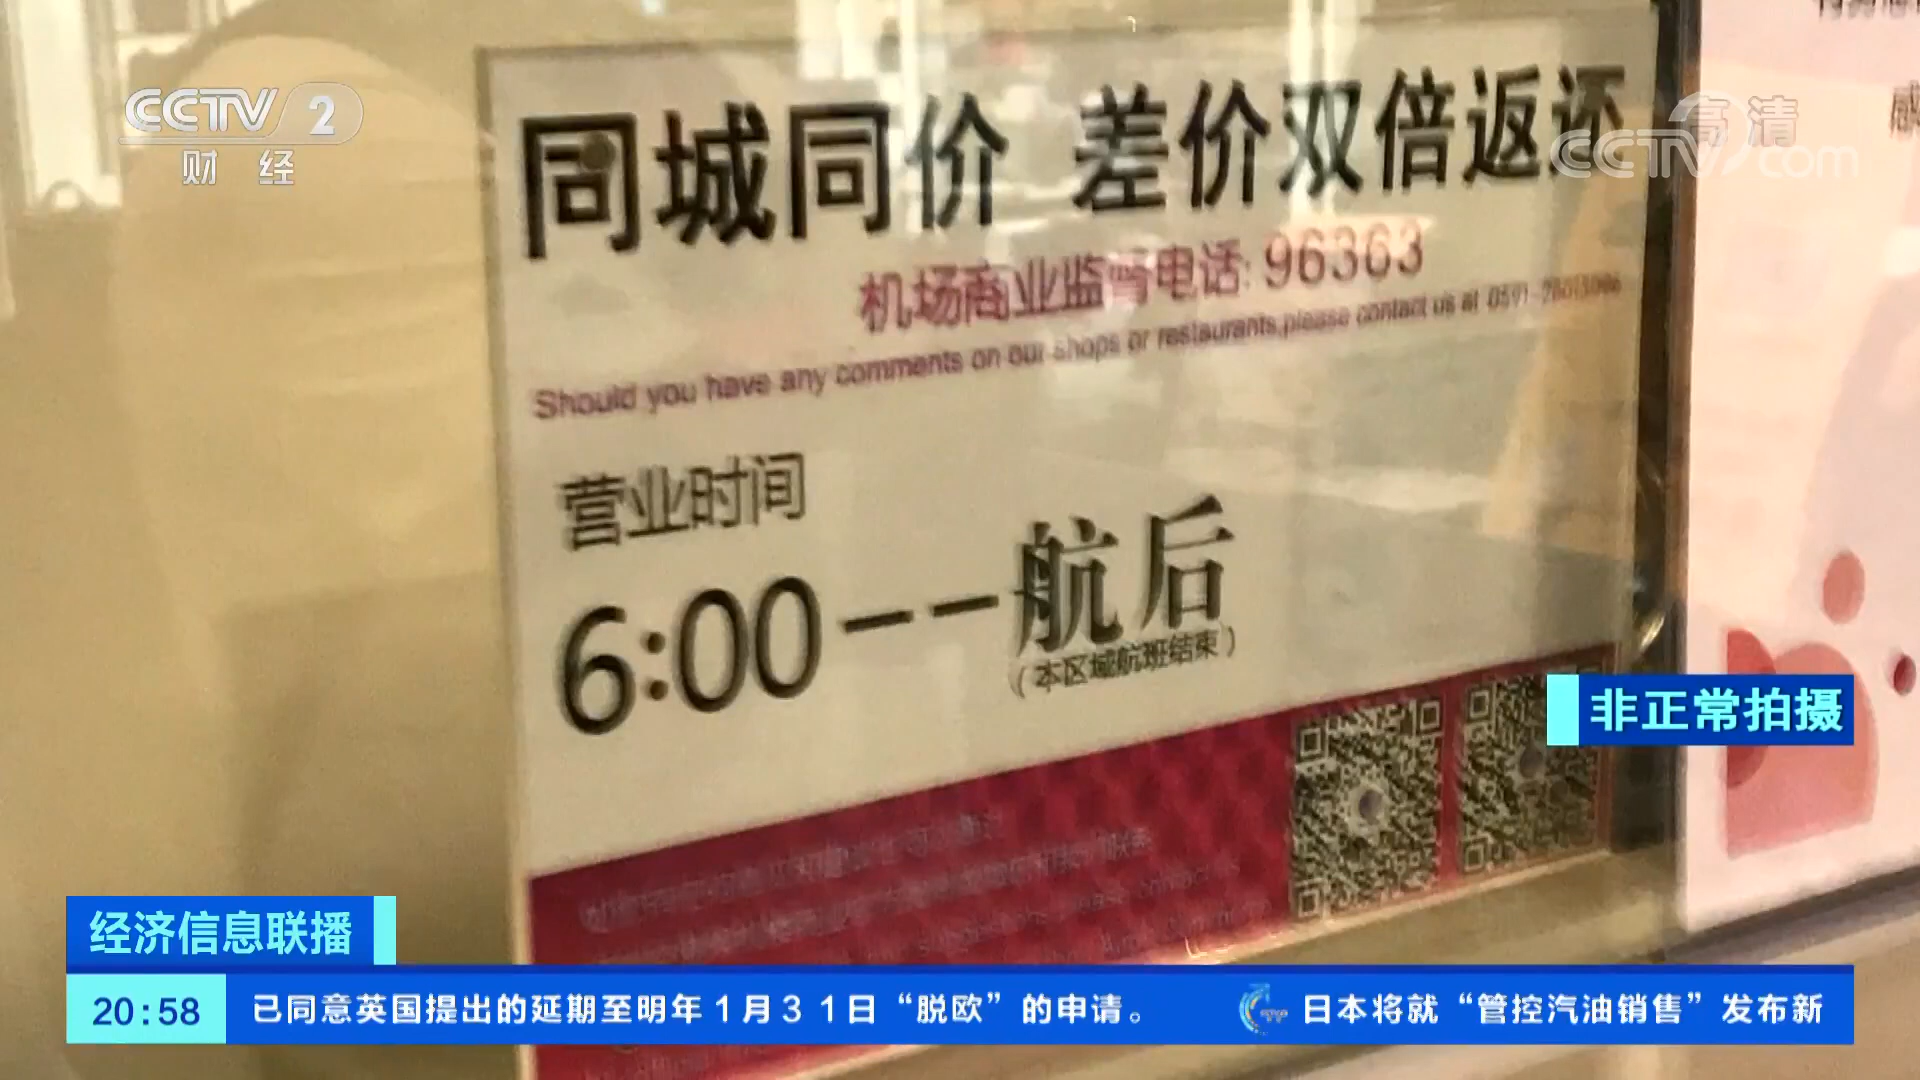 CCTV 2
财经
高清
CCTV.com
同城同价 差价双倍返还
机场商业监督电话: 96363
Should you have any comments on our shops or restaurants,please contact us at 0591-
营业时间
6:00--航后
(本区域航班结束)
非正常拍摄
经济信息联播
20:58 已同意英国提出的延期至明年1月31日“脱欧”的申请。 日本将就“管控汽油销售”发布新